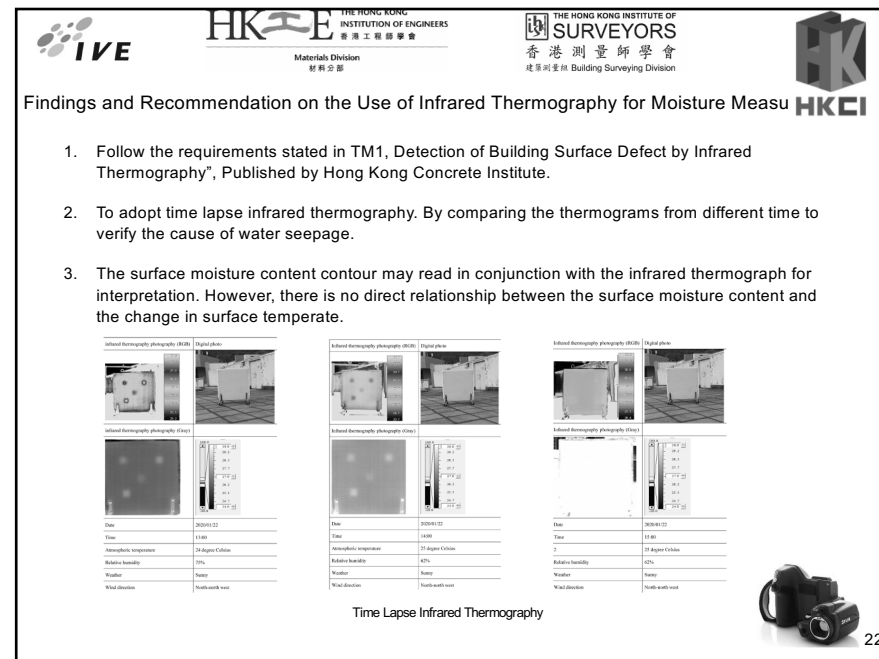 IVE
HKIE
THE HONG KONG
INSTITUTION OF ENGINEERS
香港工程師學會
Materials Division
材料分部
THE HONG KONG INSTITUTE OF
SURVEYORS
香港測量師學會
建築測量組 Building Surveying Division
HKCI
Findings and Recommendation on the Use of Infrared Thermography for Moisture Measu
1. Follow the requirements stated in TM1, Detection of Building Surface Defect by Infrared
Thermography”, Published by Hong Kong Concrete Institute.
2. To adopt time lapse infrared thermography. By comparing the thermograms from different time to
verify the cause of water seepage.
3. The surface moisture content contour may read in conjunction with the infrared thermograph for
interpretation. However, there is no direct relationship between the surface moisture content and
the change in surface temperate.
infrared thermography photography (RGB) Digital photo
infrared thermography photography (Gray)
Date 2020/01/22
Time 13:00
Atmospheric temperature 24 degree Celsius
Relative humidity 75%
Weather Sunny
Wind direction North-north west
Infrared thermography photography (RGB) Digital photo
Infrared thermography photography (Gray)
Date 2020/01/22
Time 14:00
Atmospheric temperature 25 degree Celsius
Relative humidity 62%
Weather Sunny
Wind direction North-north west
Infrared thermography photography (RGB) Digital photo
Infrared thermography photography (Gray)
Date 2020/01/22
Time 15:00
2 25 degree Celsius
Relative humidity 62%
Weather Sunny
Wind direction North-north west
Time Lapse Infrared Thermography
22